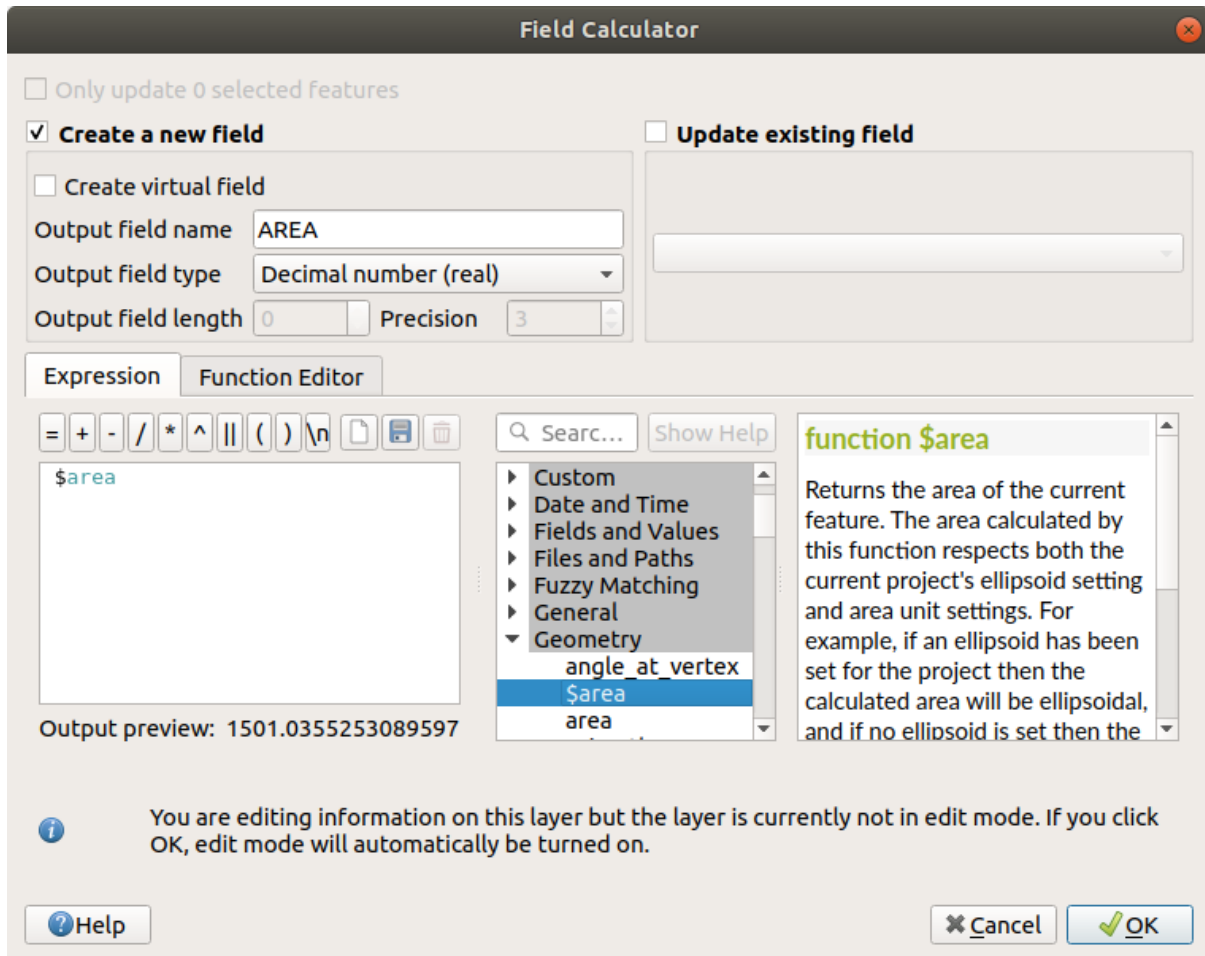 Field Calculator
Only update 0 selected features
Create a new field
Update existing field
Create virtual field
Output field name AREA
Output field type Decimal number (real)
Output field length 0 Precision 3
Expression Function Editor
= + - / * ^ || ( ) \n
$area
Output preview: 1501.0355253089597
Searc... Show Help
Custom
Date and Time
Fields and Values
Files and Paths
Fuzzy Matching
General
Geometry
angle_at_vertex
$area
area
function $area
Returns the area of the current
feature. The area calculated by
this function respects both the
current project's ellipsoid setting
and area unit settings. For
example, if an ellipsoid has been
set for the project then the
calculated area will be ellipsoidal,
and if no ellipsoid is set then the
You are editing information on this layer but the layer is currently not in edit mode. If you click
OK, edit mode will automatically be turned on.
Help Cancel OK